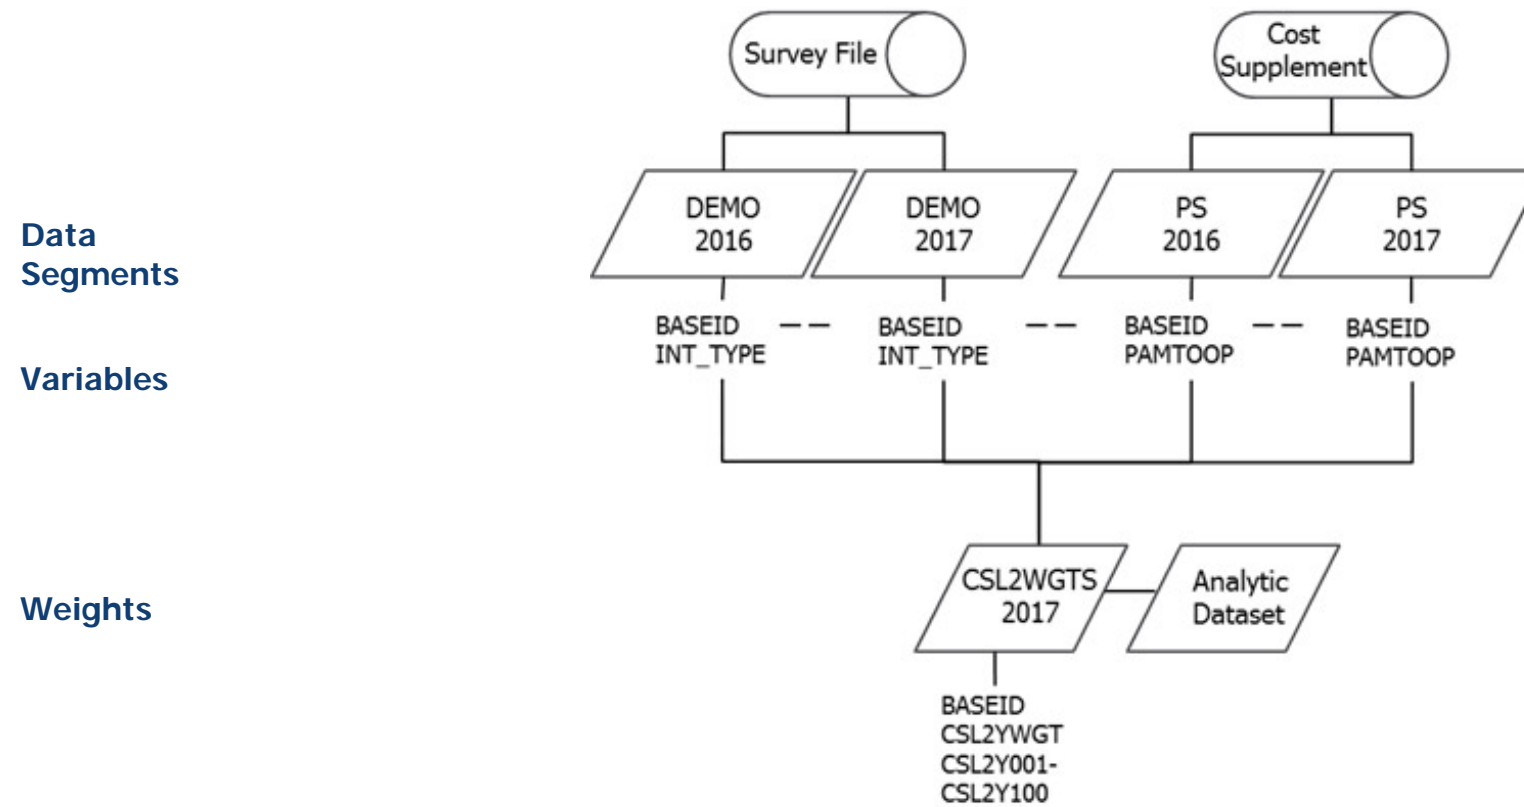 Survey File
Cost
Supplement
Data
Segments
DEMO
2016
DEMO
2017
PS
2016
PS
2017
Variables
BASEID
INT_TYPE
BASEID
INT_TYPE
BASEID
PAMTOOP
BASEID
PAMTOOP
Weights
CSL2WGTS
2017
Analytic
Dataset
BASEID
CSL2YWGT
CSL2Y001-
CSL2Y100